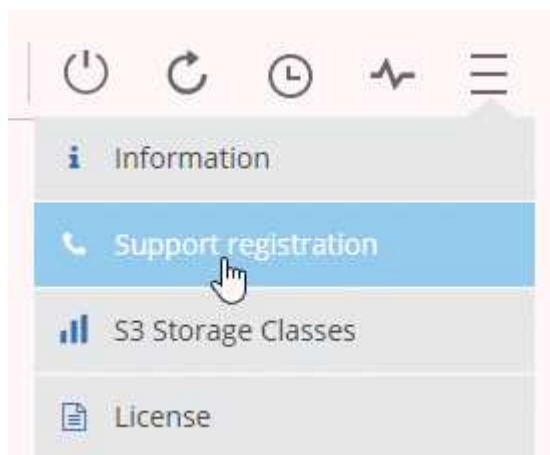 Information
Support registration
S3 Storage Classes
License